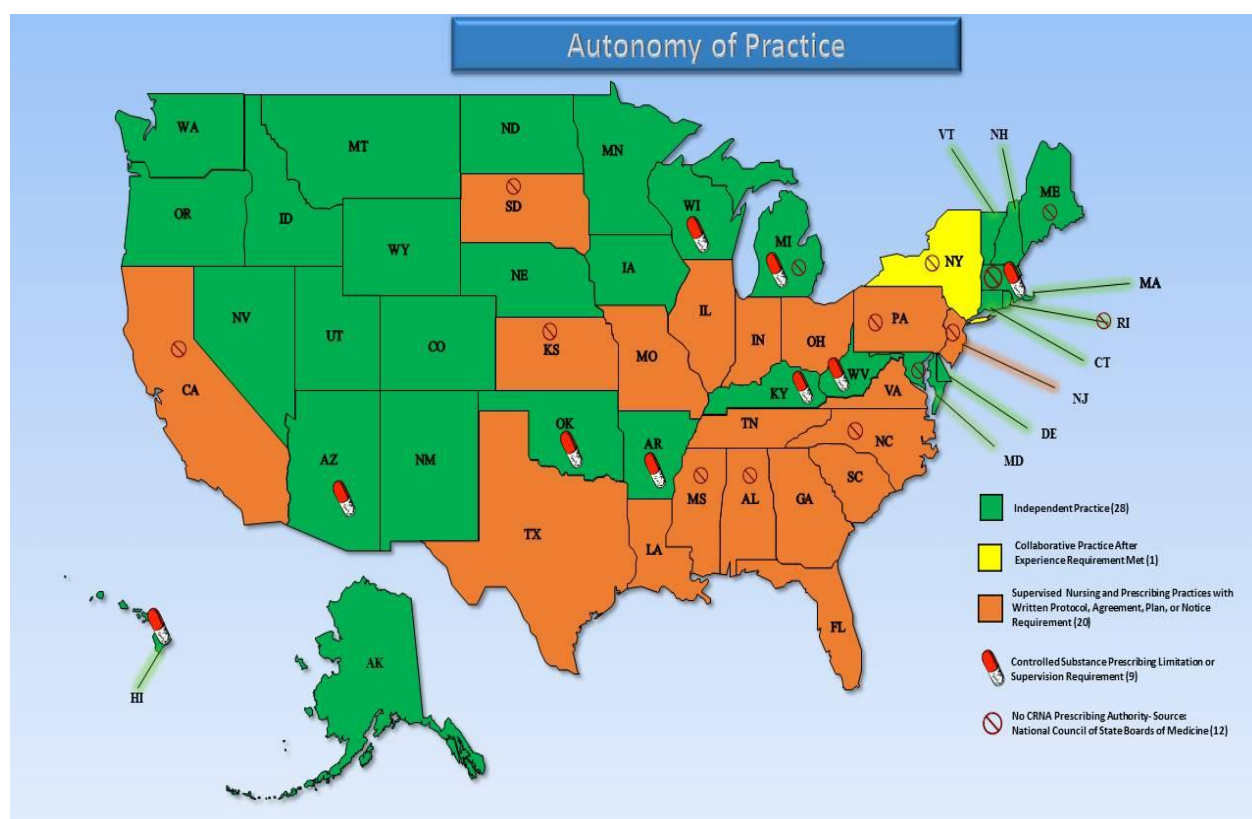 Autonomy of Practice
WA
MT
ND
MN
VT
NH
ME
OR
ID
SD
WI
MI
WY
NY
MA
NE
IA
RI
PA
NV
UT
CO
IL
IN
OH
CT
KS
MO
WV
CA
KY
VA
NJ
DE
TN
NC
MD
OK
AR
AZ
NM
SC
MS
AL
GA
TX
LA
FL
AK
HI
Independent Practice (28)
Collaborative Practice After
Experience Requirement Met (1)
Supervised Nursing and Prescribing Practices with
Written Protocol, Agreement, Plan, or Notice
Requirement (20)
Controlled Substance Prescribing Limitation or
Supervision Requirement (9)
No CRNA Prescribing Authority- Source:
National Council of State Boards of Medicine (12)